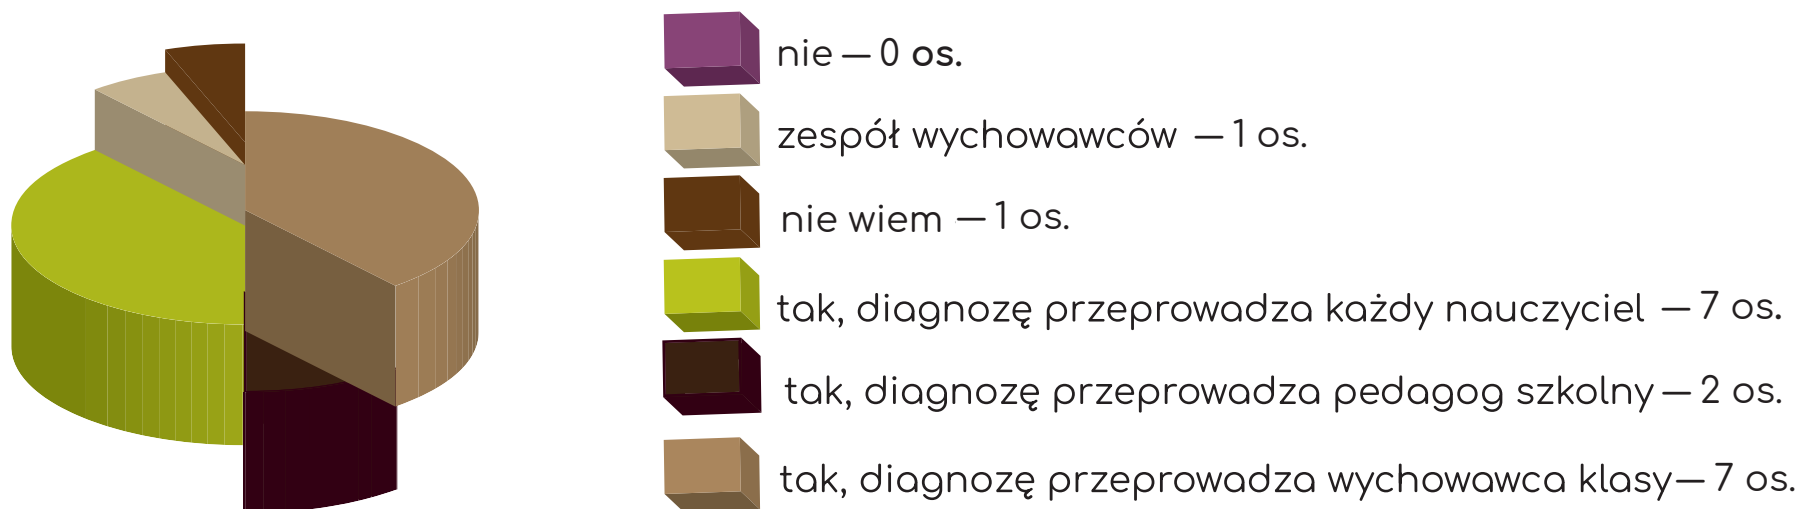 nie — 0 os.
zespół wychowawców — 1 os.
nie wiem — 1 os.
tak, diagnozę przeprowadza każdy nauczyciel — 7 os.
tak, diagnozę przeprowadza pedagog szkolny — 2 os.
tak, diagnozę przeprowadza wychowawca klasy — 7 os.